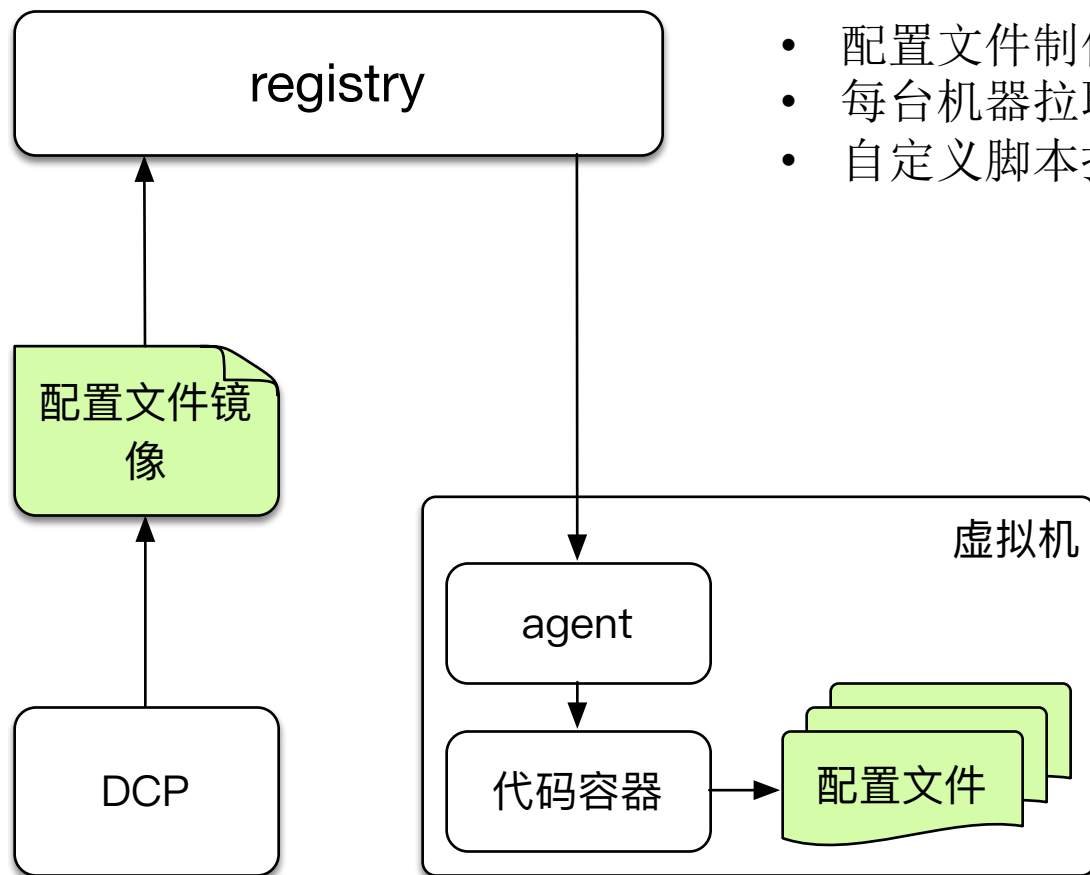 registry
• 配置文件制
• 每台机器拉
• 自定义脚本
配置文件镜
像
虚拟机
agent
代码容器
配置文件
DCP